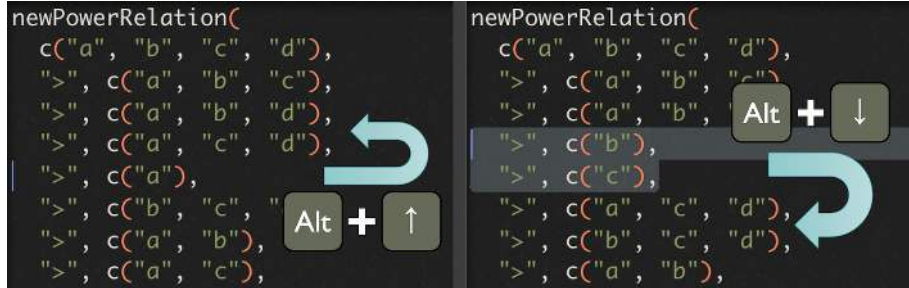 newPowerRelation(
c("a", "b", "c", "d"),
">", c("a", "b", "c"),
">", c("a", "b", "d"),
">", c("a", "c", "d"),
">", c("a"),
">", c("b", "c", "
">", c("a", "b"),
">", c("a", "c"),
Alt + ↑
newPowerRelation(
c("a", "b", "c", "d"),
">", c("a", "b", "c")
">", c("a", "b", "
">", c("b"),
">", c("c"),
">", c("a", "c", "d"),
">", c("b", "c", "d"),
">", c("a", "b"),
Alt + ↓